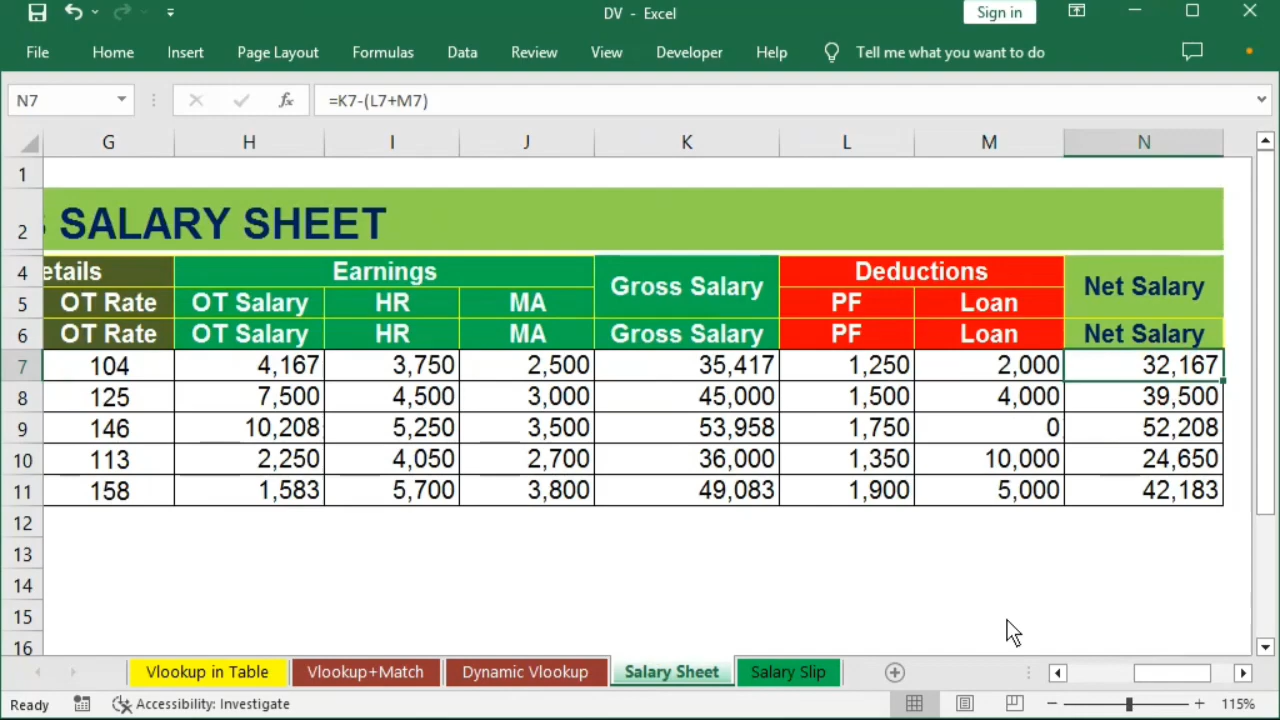 DV - Excel
Sign in
File Home Insert Page Layout Formulas Data Review View Developer Help Tell me what you want to do
N7 fx =K7-(L7+M7)
G H I J K L M N
1
2 SALARY SHEET
4 etails Earnings Gross Salary Deductions Net Salary
5 OT Rate OT Salary HR MA PF Loan
6 OT Rate OT Salary HR MA Gross Salary PF Loan Net Salary
7 104 4,167 3,750 2,500 35,417 1,250 2,000 32,167
8 125 7,500 4,500 3,000 45,000 1,500 4,000 39,500
9 146 10,208 5,250 3,500 53,958 1,750 0 52,208
10 113 2,250 4,050 2,700 36,000 1,350 10,000 24,650
11 158 1,583 5,700 3,800 49,083 1,900 5,000 42,183
12
13
14
15
16
Vlookup in Table Vlookup+Match Dynamic Vlookup Salary Sheet Salary Slip
Ready Accessibility: Investigate 115%